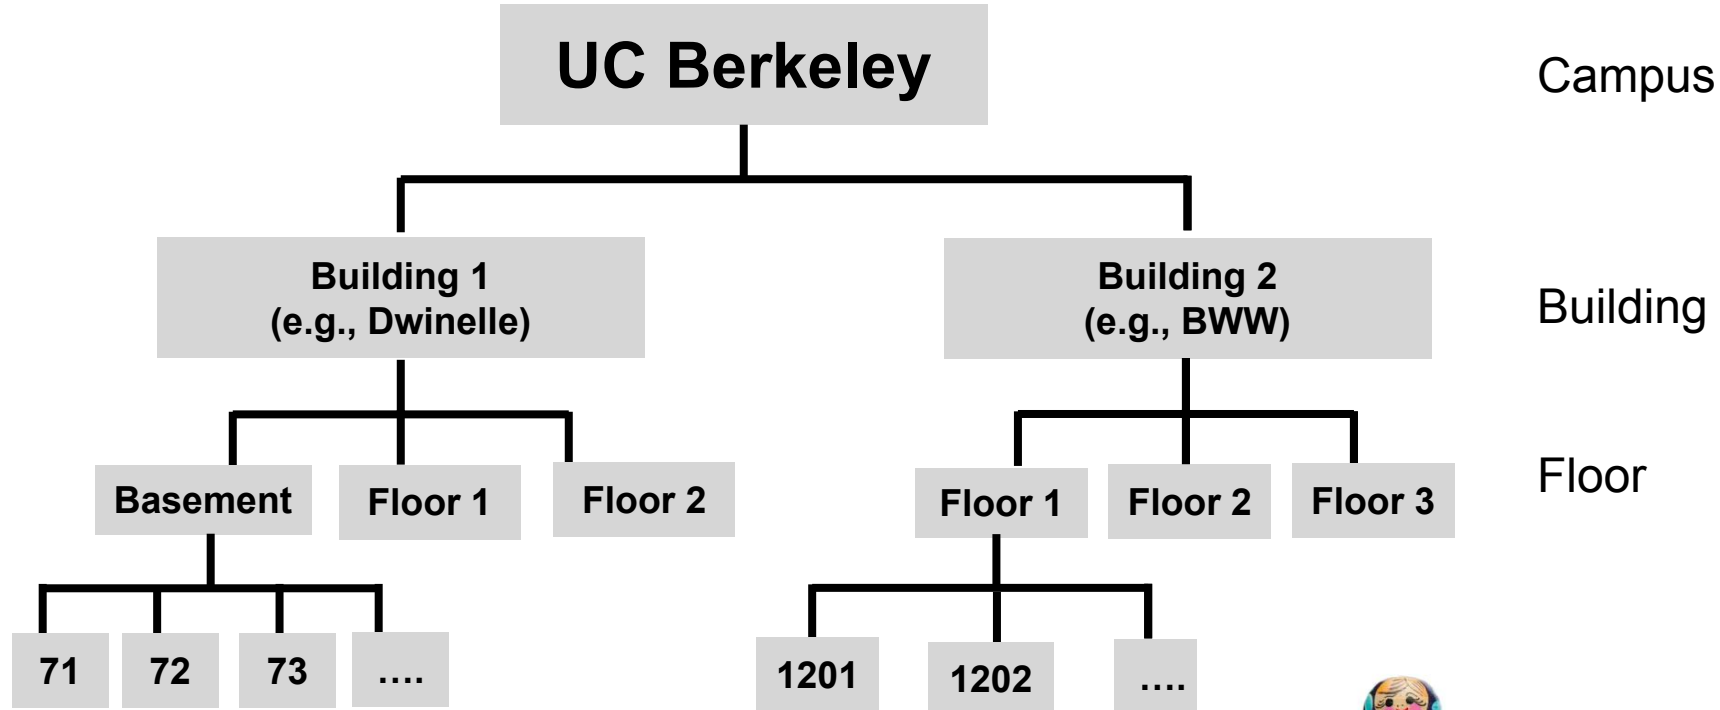 UC Berkeley
Campus
Building 1
(e.g., Dwinelle)
Building 2
(e.g., BWW)
Building
Basement
Floor 1
Floor 2
Floor 1
Floor 2
Floor 3
Floor
71
72
73
....
1201
1202
....